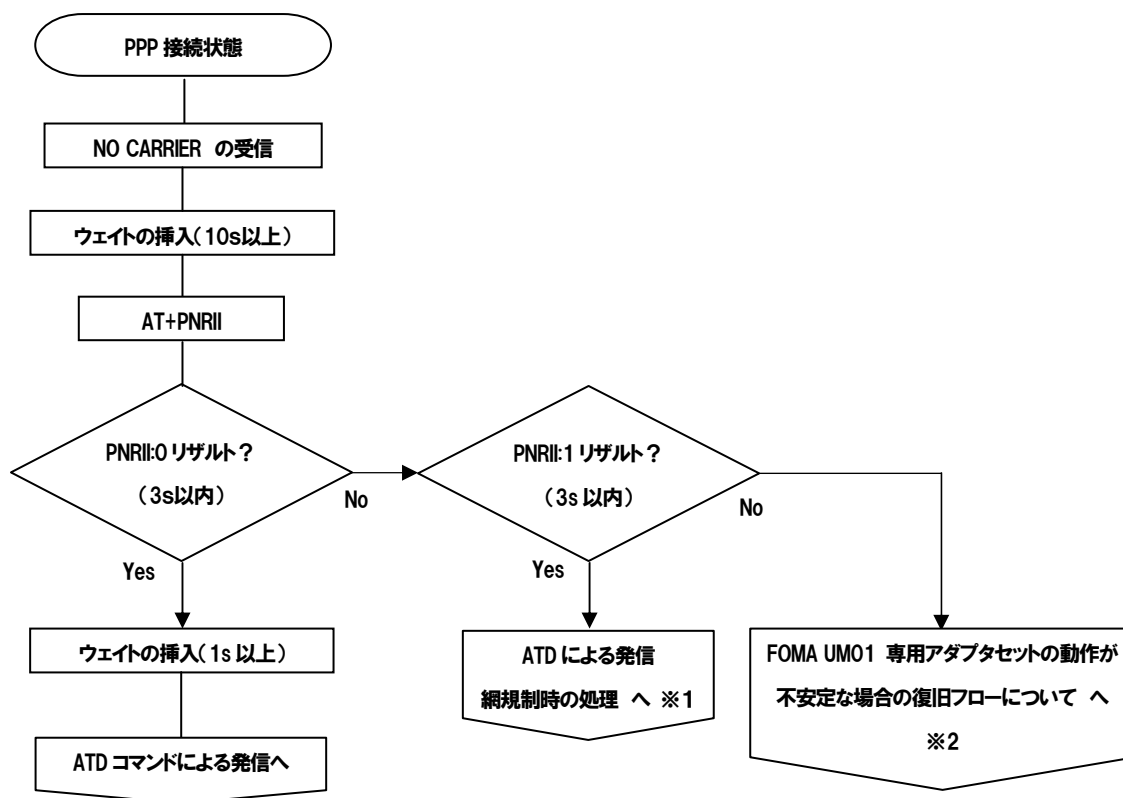 PPP 接続状態
NO CARRIER の受信
ウェイトの挿入(10s以上)
AT+PNRII
PNRII:0 リザルト?
(3s以内)
No
Yes
PNRII:1 リザルト?
(3s 以内)
No
Yes
ウェイトの挿入(1s 以上)
ATD コマンドによる発信へ
ATD による発信
網規制時の処理 へ ※1
FOMA UM01 専用アダプタセットの動作が
不安定な場合の復旧フローについて へ
※2